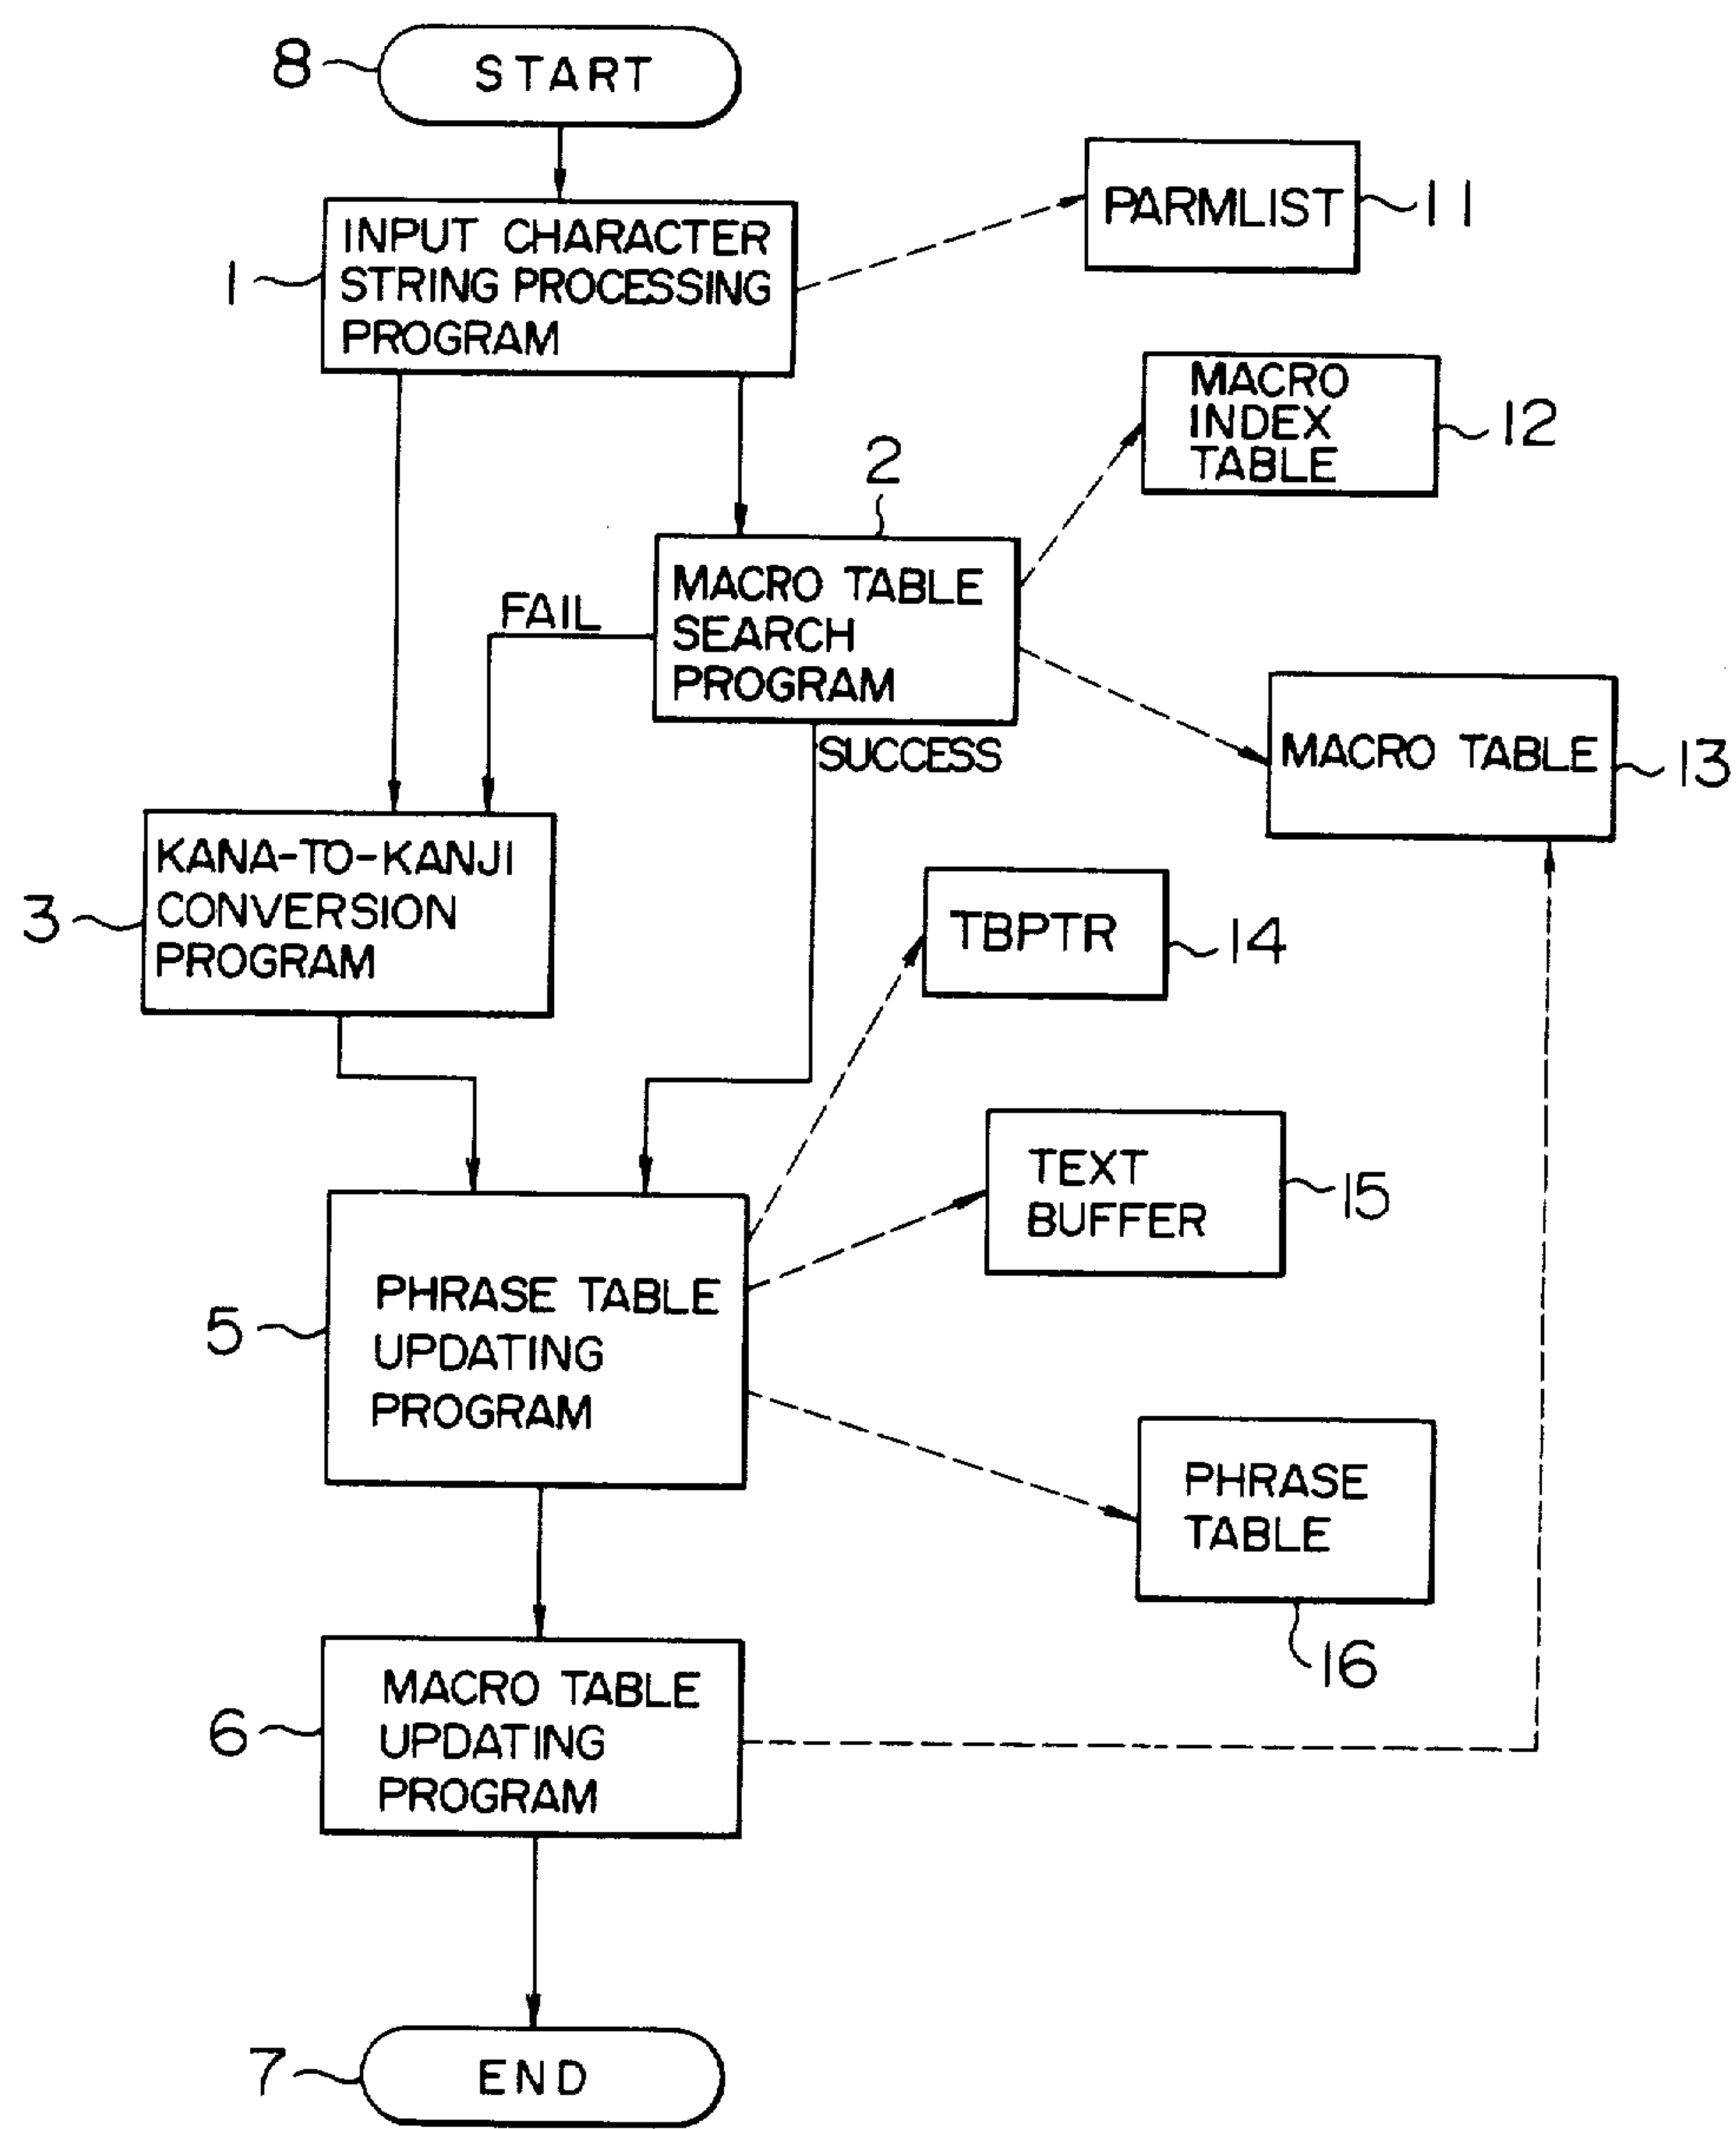 8
START
PARMLIST
11
1
INPUT CHARACTER
STRING PROCESSING
PROGRAM
MACRO
INDEX
TABLE
12
2
MACRO TABLE
SEARCH
PROGRAM
FAIL
SUCCESS
MACRO TABLE
13
3
KANA-TO-KANJI
CONVERSION
PROGRAM
TBPTR
14
TEXT
BUFFER
15
5
PHRASE TABLE
UPDATING
PROGRAM
PHRASE
TABLE
16
6
MACRO TABLE
UPDATING
PROGRAM
7
END